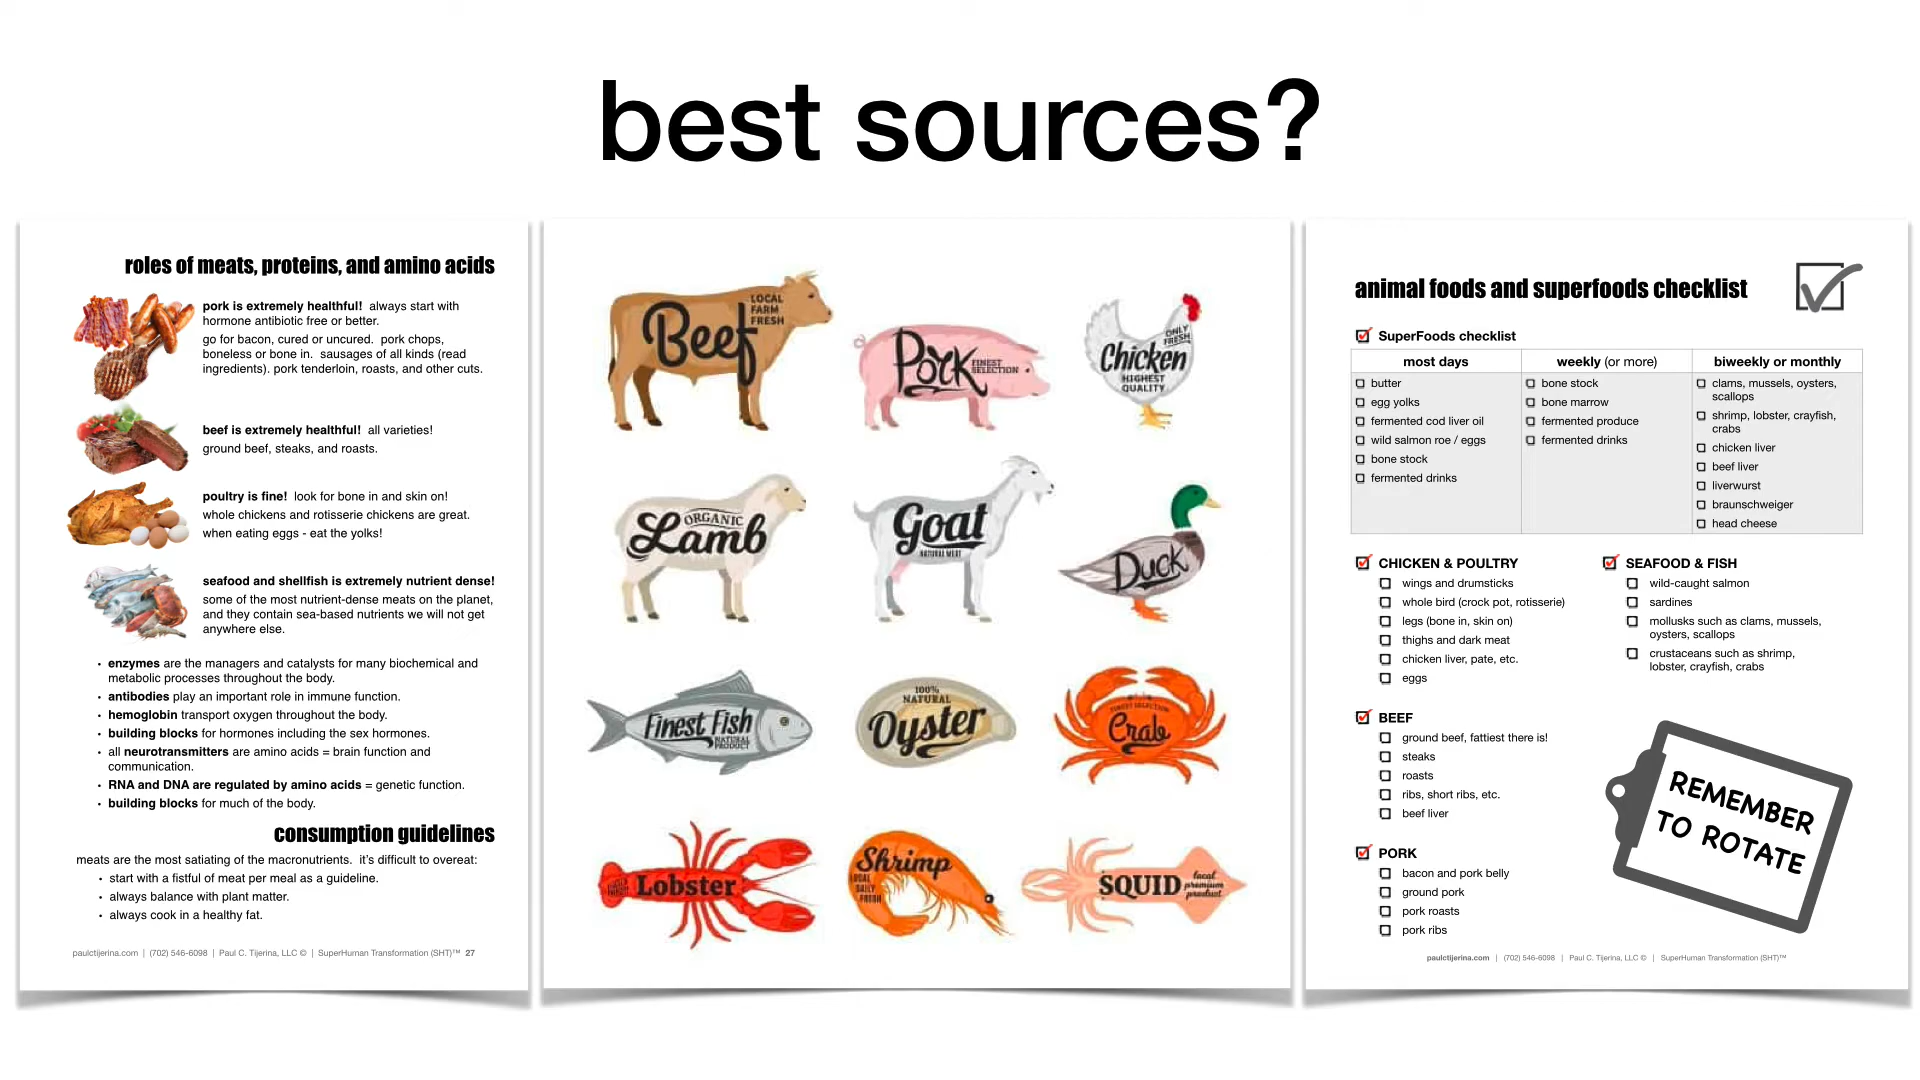 best sources?
roles of meats, proteins, and amino acids
pork is extremely healthful!  always start with
hormone antibiotic free or better.
go for bacon, cured or uncured.  pork chops,
boneless or bone in.  sausages of all kinds (read
ingredients). pork tenderloin, roasts, and other cuts.
beef is extremely healthful!  all varieties!
ground beef, steaks, and roasts.
poultry is fine!  look for bone in and skin on!
whole chickens and rotisserie chickens are great.
when eating eggs - eat the yolks!
seafood and shellfish is extremely nutrient dense!
some of the most nutrient-dense meats on the planet,
and they contain sea-based nutrients we will not get
anywhere else.
• enzymes are the managers and catalysts for many biochemical and
metabolic processes throughout the body.
• antibodies play an important role in immune function.
• hemoglobin transport oxygen throughout the body.
• building blocks for hormones including the sex hormones.
• all neurotransmitters are amino acids = brain function and
communication.
• RNA and DNA are regulated by amino acids = genetic function.
• building blocks for much of the body.
consumption guidelines
meats are the most satiating of the macronutrients.  it's difficult to overeat:
• start with a fistful of meat per meal as a guideline.
• always balance with plant matter.
• always cook in a healthy fat.
paulctijerina.com | (702) 546-6098 | Paul C. Tijerina, LLC © | SuperHuman Transformation (SHT)™ 27
Beef
LOCAL
FARM
FRESH
Pork
FINEST
SELECTION
ONLY
FRESH
Chicken
HIGHEST
QUALITY
ORGANIC
Lamb
Goat
NATURAL MEAT
Duck
Finest Fish
NATURAL
PRODUCT
100%
NATURAL
Oyster
FINEST SELECTION
Crab
Lobster
Shrimp
LOCAL
DAILY
FRESH
SQUID
local
premium
product
animal foods and superfoods checklist
SuperFoods checklist
most days
butter
egg yolks
fermented cod liver oil
wild salmon roe / eggs
bone stock
fermented drinks
weekly (or more)
bone stock
bone marrow
fermented produce
fermented drinks
biweekly or monthly
clams, mussels, oysters,
scallops
shrimp, lobster, crayfish,
crabs
chicken liver
beef liver
liverwurst
braunschweiger
head cheese
CHICKEN & POULTRY
wings and drumsticks
whole bird (crock pot, rotisserie)
legs (bone in, skin on)
thighs and dark meat
chicken liver, pate, etc.
eggs
BEEF
ground beef, fattiest there is!
steaks
roasts
ribs, short ribs, etc.
beef liver
PORK
bacon and pork belly
ground pork
pork roasts
pork ribs
SEAFOOD & FISH
wild-caught salmon
sardines
mollusks such as clams, mussels,
oysters, scallops
crustaceans such as shrimp,
lobster, crayfish, crabs
REMEMBER
TO ROTATE
paulctijerina.com | (702) 546-6098 | Paul C. Tijerina, LLC © | SuperHuman Transformation (SHT)™